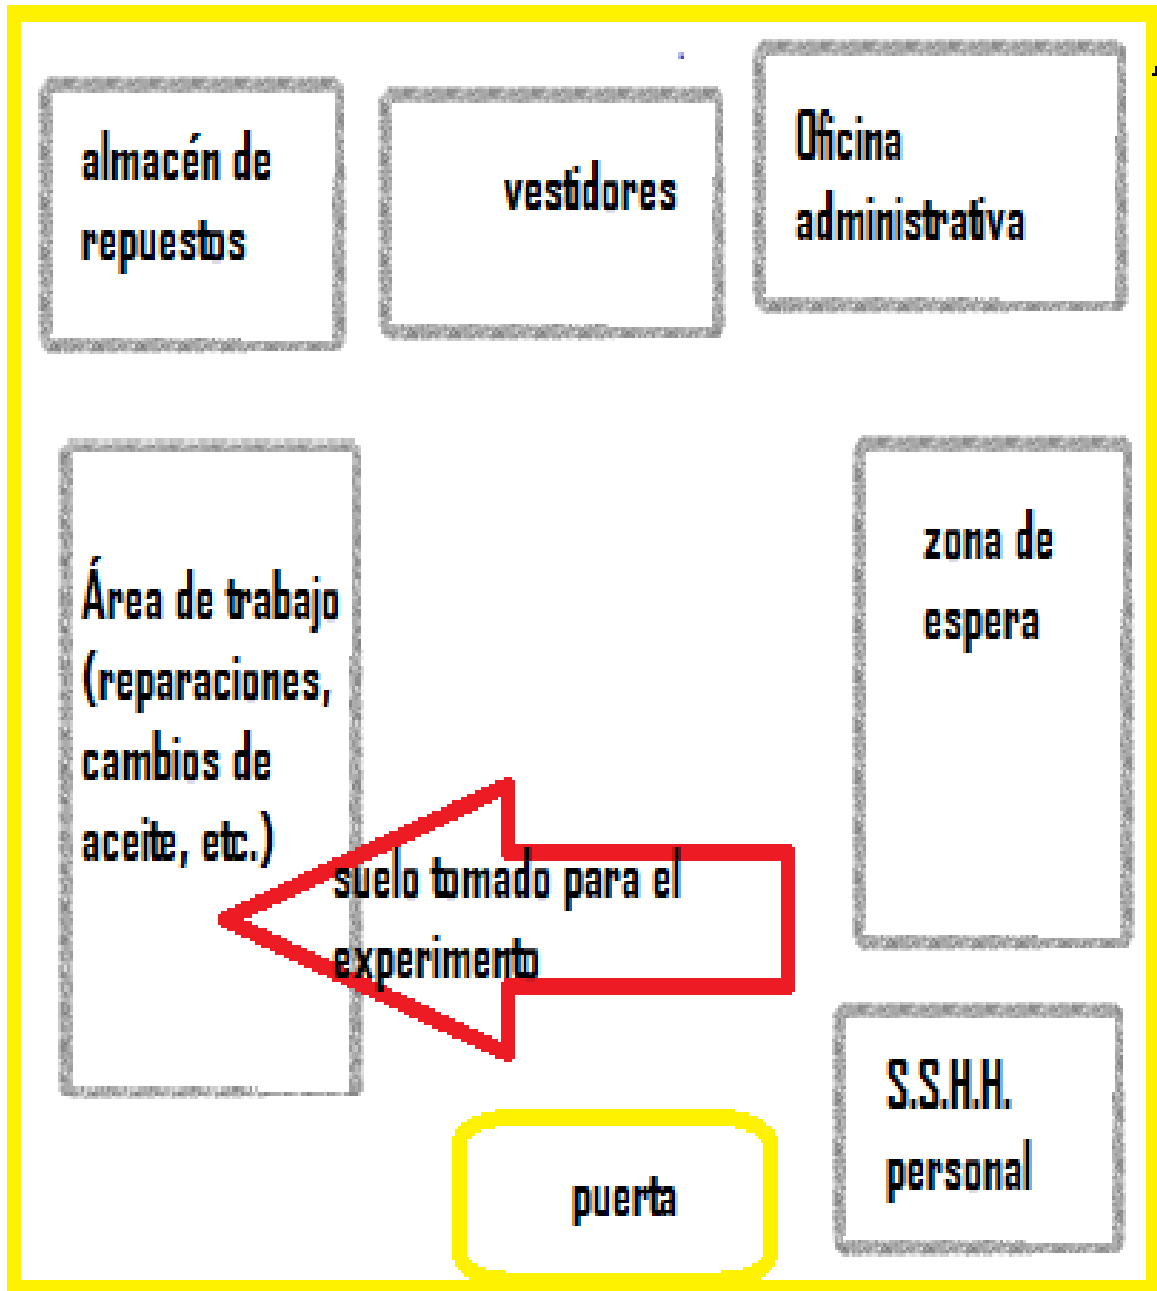 almacén de
repuestos
vestidores
Oficina
administrativa
Área de trabajo
(reparaciones,
cambios de
aceite, etc.)
zona de
espera
suelo tomado para el
experimento
S.S.H.H.
personal
puerta